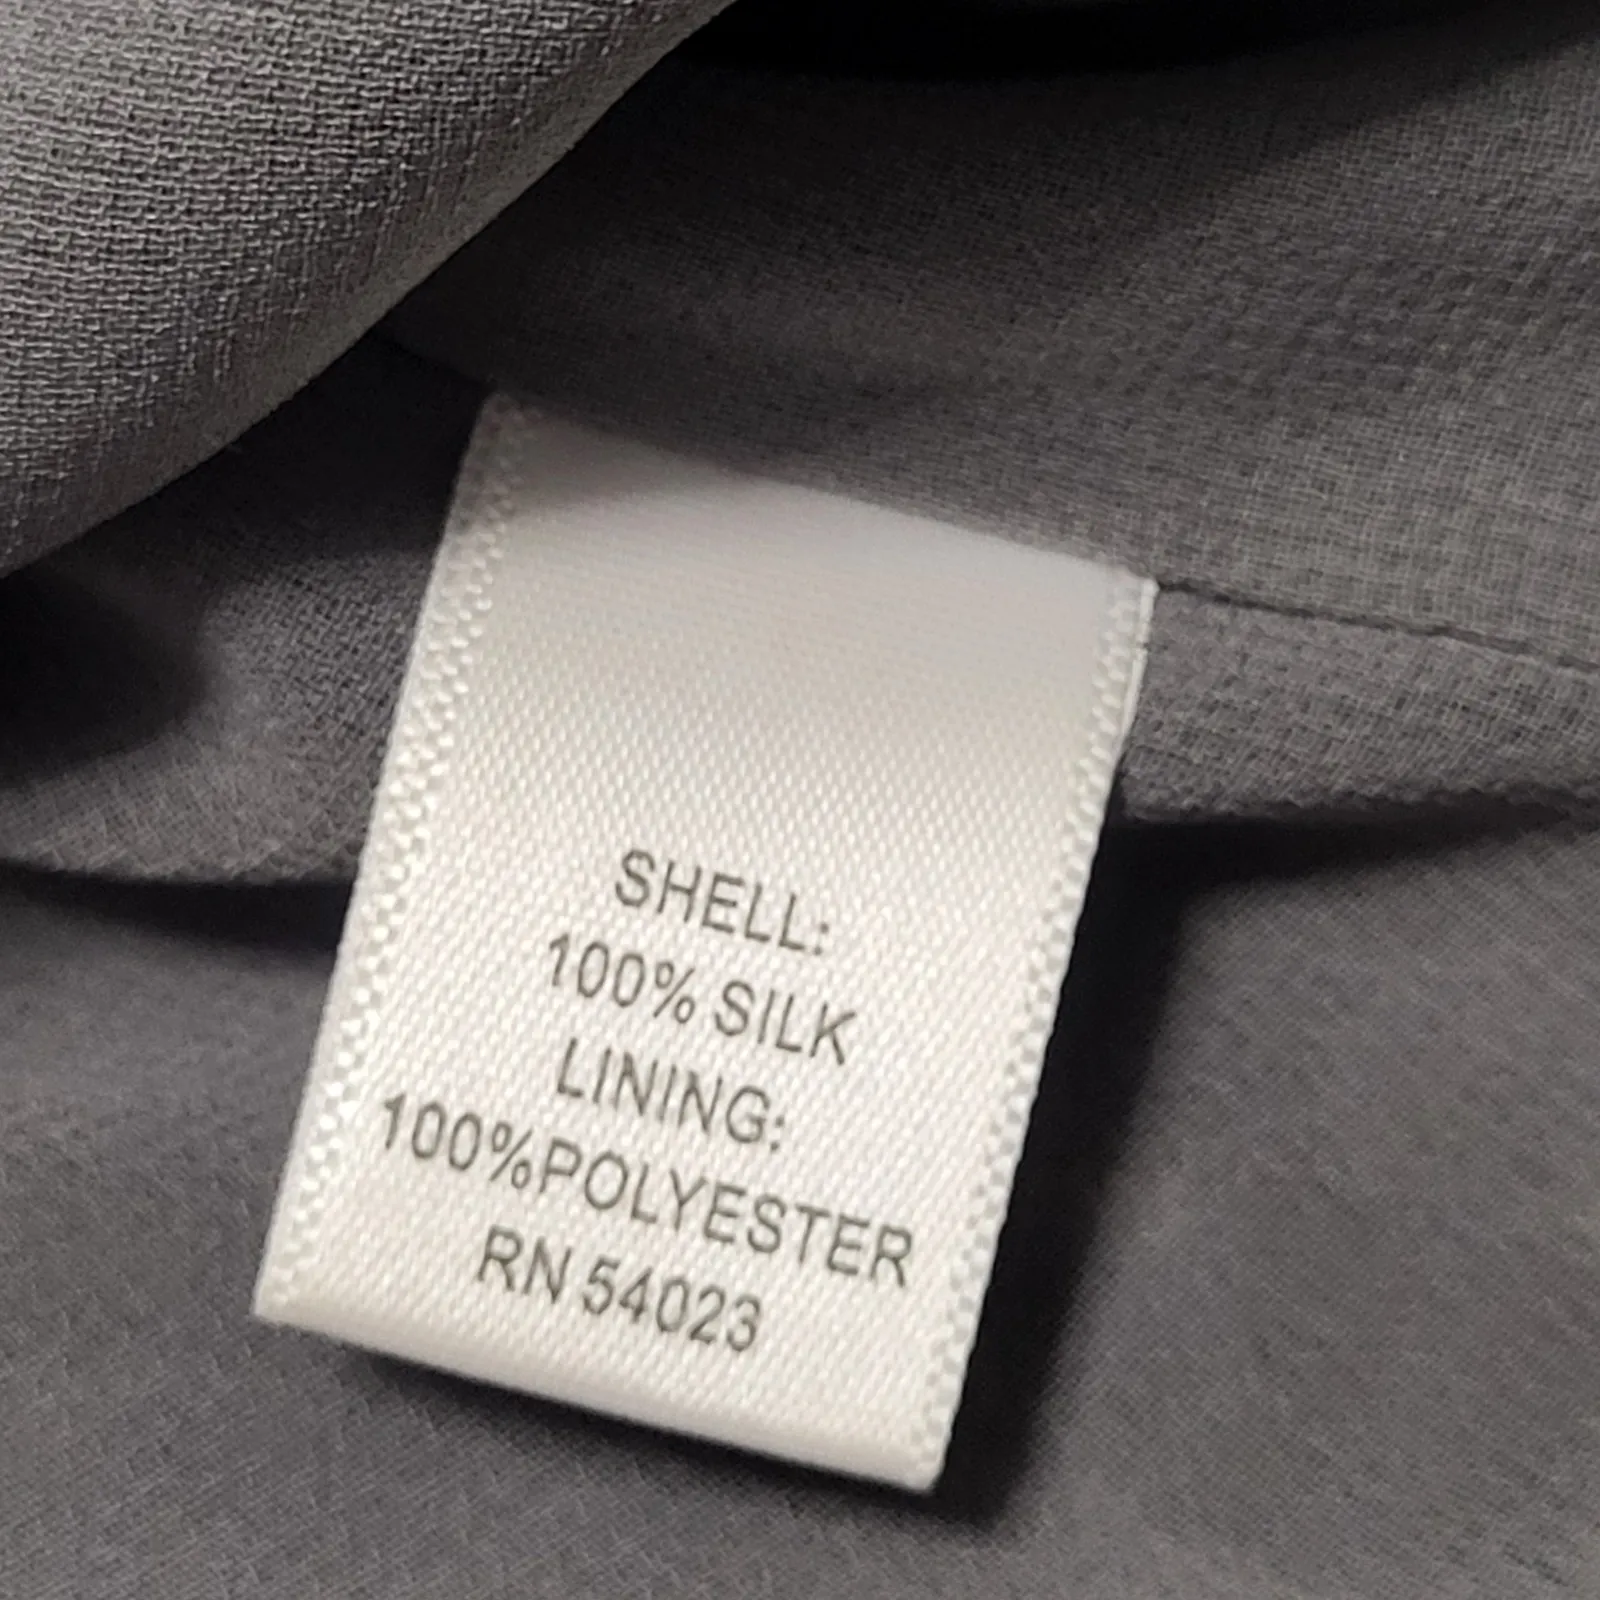 SHELL:
100% SILK
LINING:
100%POLYESTER
RN 54023